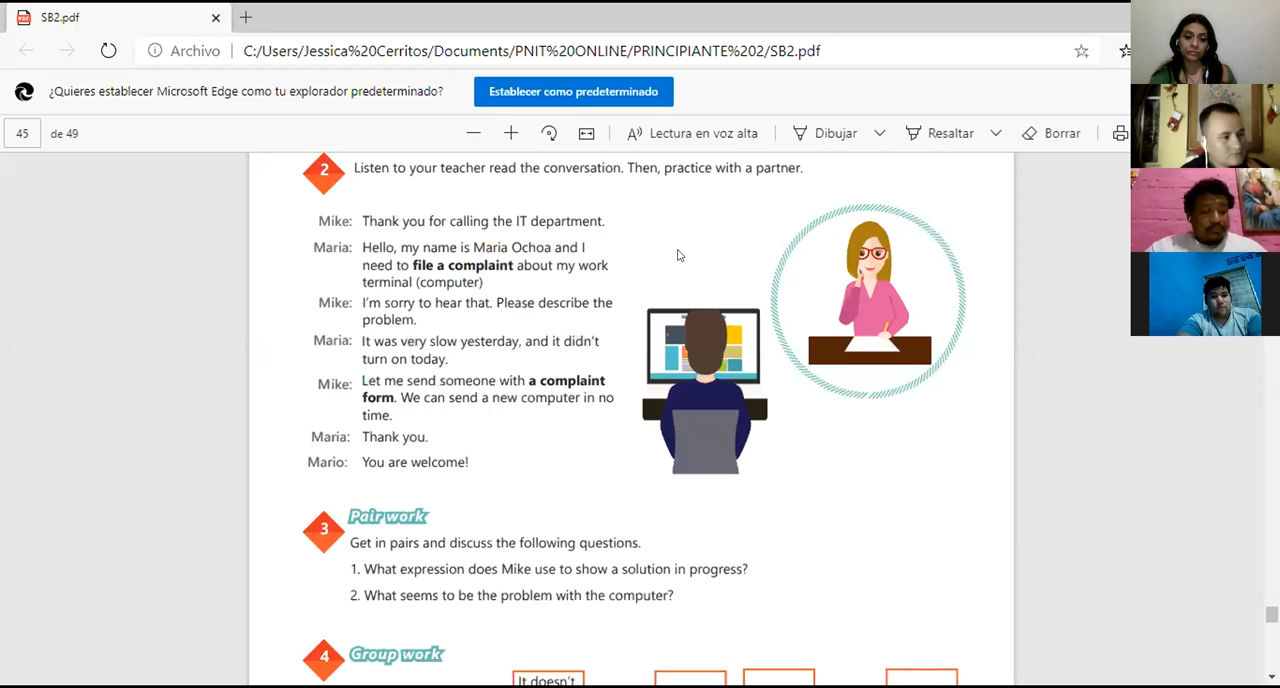 SB2.pdf
Archivo
C:/Users/Jessica%20Cerritos/Documents/PNIT%20ONLINE/PRINCIPIANTE%202/SB2.pdf
¿Quieres establecer Microsoft Edge como tu explorador predeterminado?
Establecer como predeterminado
45 de 49
Lectura en voz alta
Dibujar
Resaltar
Borrar
2 Listen to your teacher read the conversation. Then, practice with a partner.
Mike: Thank you for calling the IT department.
Maria: Hello, my name is Maria Ochoa and I
need to file a complaint about my work
terminal (computer)
Mike: I'm sorry to hear that. Please describe the
problem.
Maria: It was very slow yesterday, and it didn't
turn on today.
Mike: Let me send someone with a complaint
form. We can send a new computer in no
time.
Maria: Thank you.
Mario: You are welcome!
3 Pair work
Get in pairs and discuss the following questions.
1. What expression does Mike use to show a solution in progress?
2. What seems to be the problem with the computer?
4 Group work
It doesn't